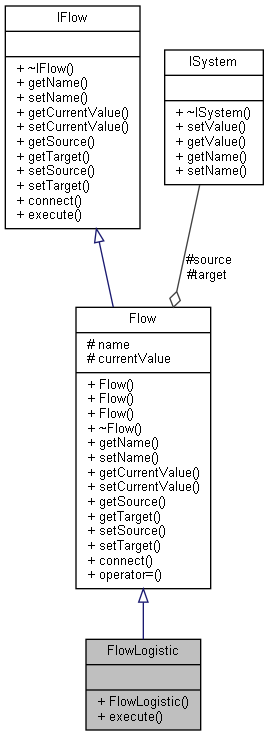 IFlow
+ ~IFlow()
+ getName()
+ setName()
+ getCurrentValue()
+ setCurrentValue()
+ getSource()
+ getTarget()
+ setSource()
+ setTarget()
+ connect()
+ execute()
ISystem
+ ~ISystem()
+ setValue()
+ getValue()
+ getName()
+ setName()
#source
#target
Flow
# name
# currentValue
+ Flow()
+ Flow()
+ Flow()
+ ~Flow()
+ getName()
+ setName()
+ getCurrentValue()
+ setCurrentValue()
+ getSource()
+ getTarget()
+ setSource()
+ setTarget()
+ connect()
+ operator=()
FlowLogistic
+ FlowLogistic()
+ execute()